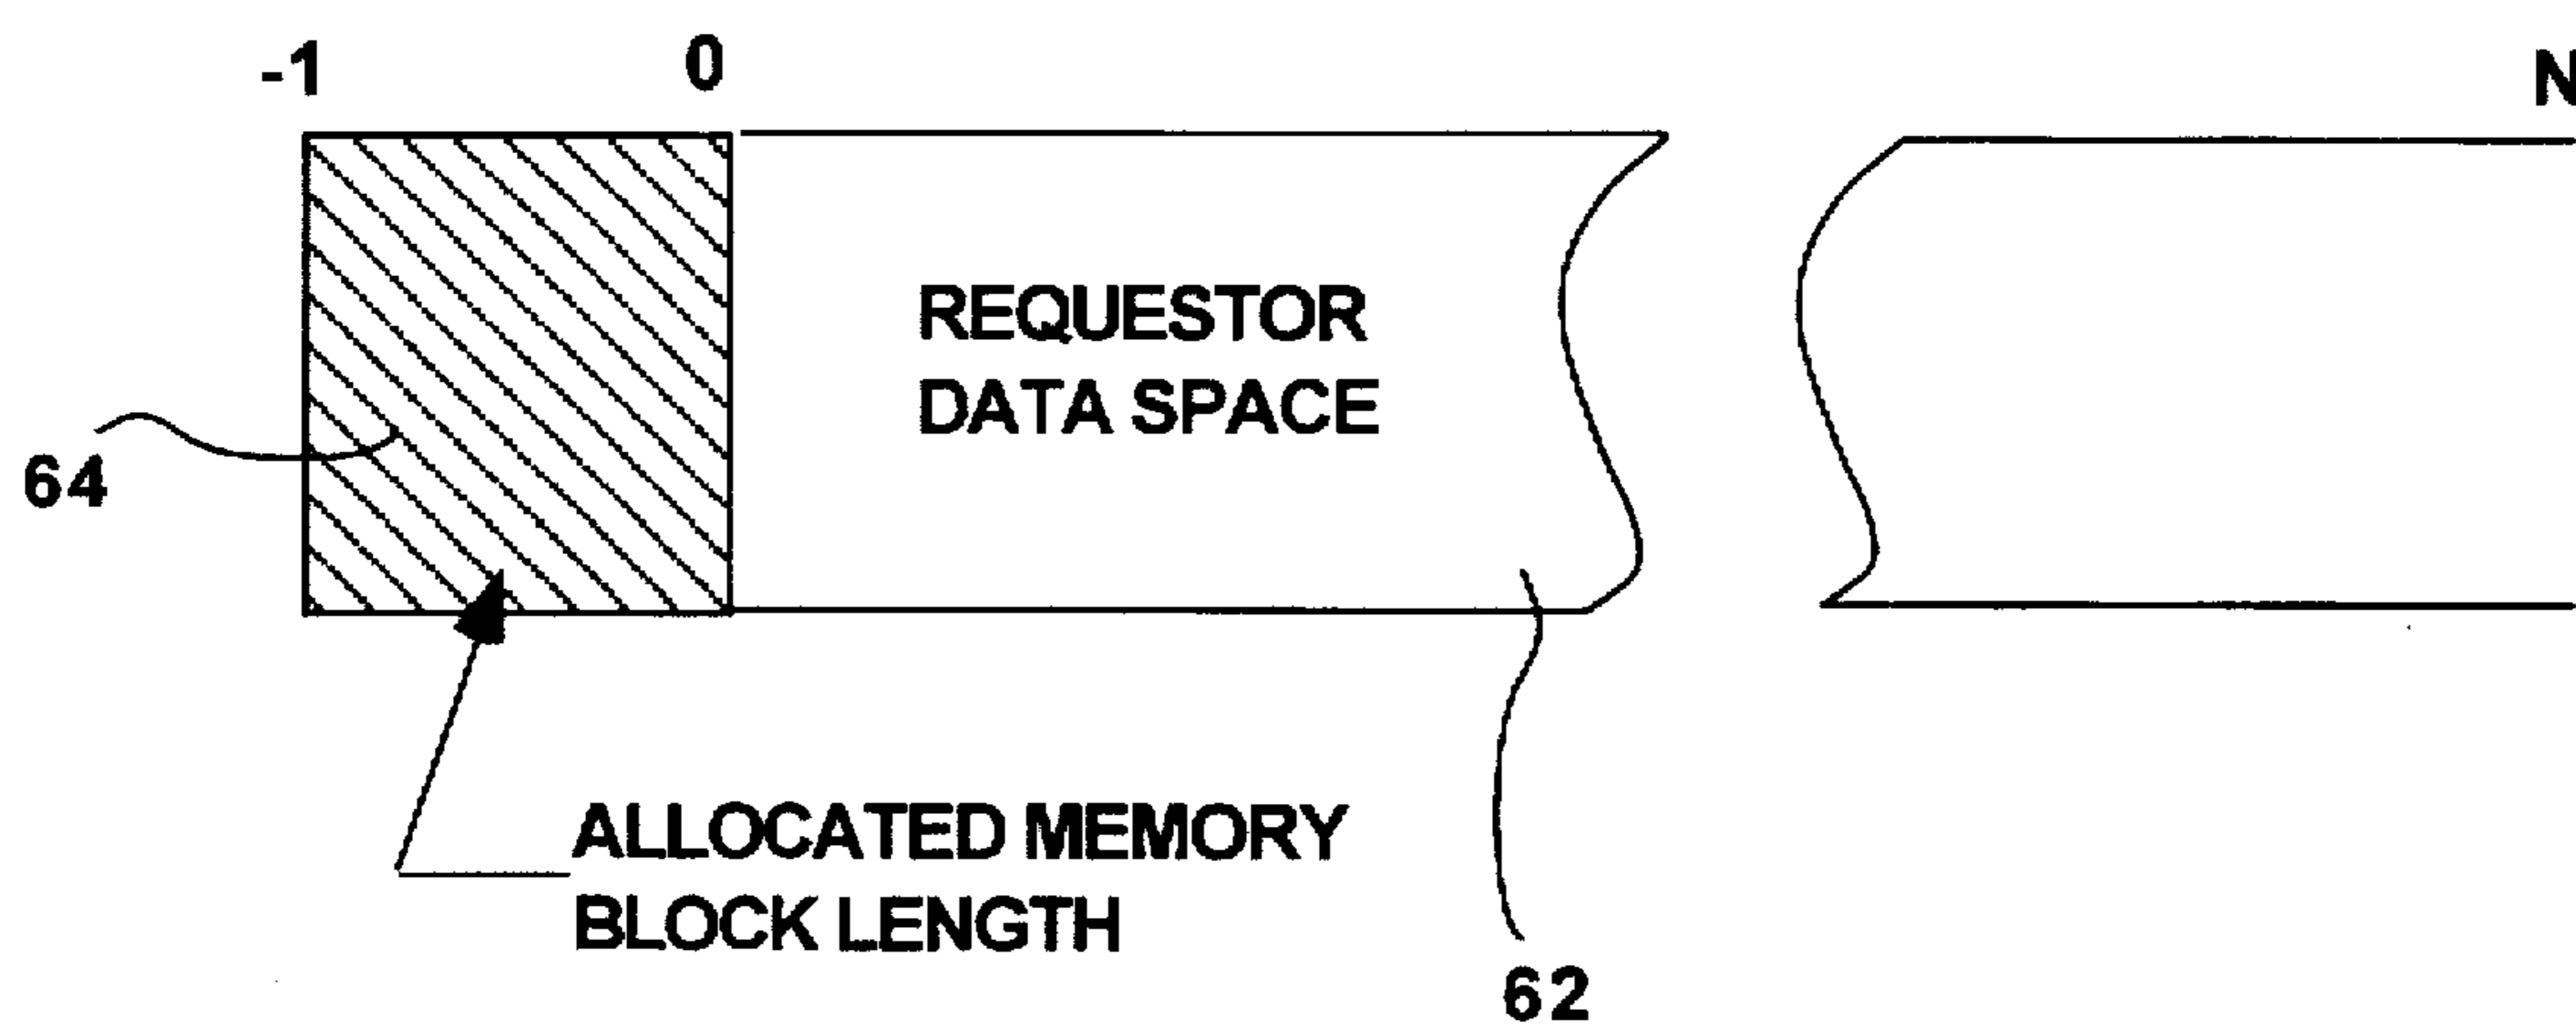 -1 0 N
REQUESTOR
DATA SPACE
64
ALLOCATED MEMORY
BLOCK LENGTH
62